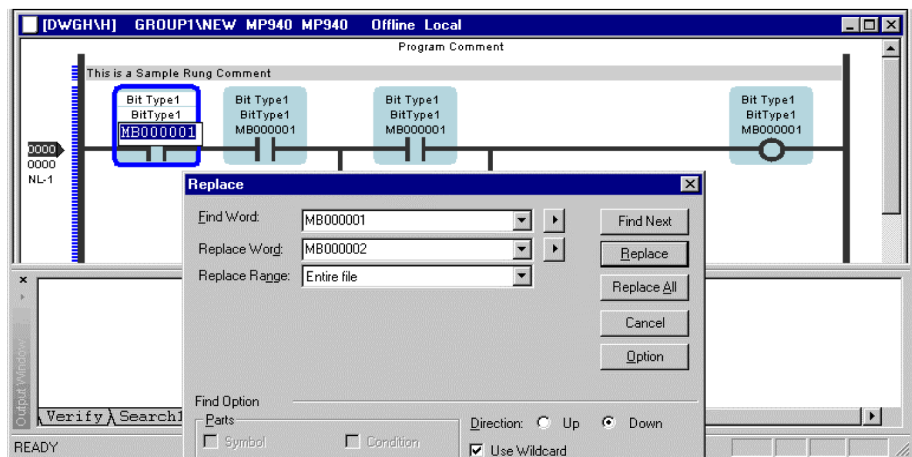 [DWGH\H] GROUP1\NEW MP940 MP940 Offline Local
Program Comment
This is a Sample Rung Comment
Bit Type1 Bit Type1 Bit Type1 Bit Type1
BitType1 BitType1 BitType1 BitType1
MB000001 MB000001 MB000001 MB000001
0000
0000
NL-1
Replace
Find Word: MB000001 Find Next
Replace Word: MB000002 Replace
Replace Range: Entire file
Replace All
Cancel
Option
Output Window
Find Option
Verify Search1 Parts Direction: Up Down
Symbol Condition
READY Use Wildcard